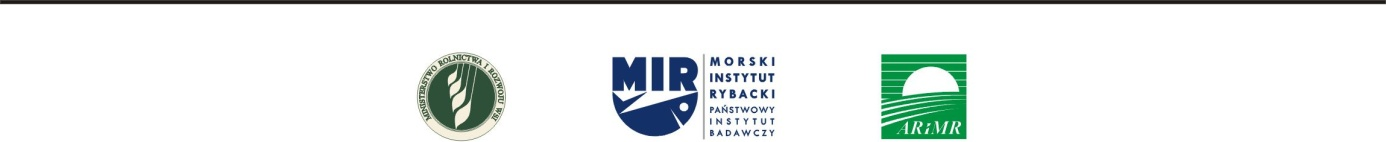 MINISTERSTWO ROLNICTWA I ROZWOJU WSI
MIR
MORSKI
INSTYTUT
RYBACKI
PAŃSTWOWY
INSTYTUT
BADAWCZY
ARiMR